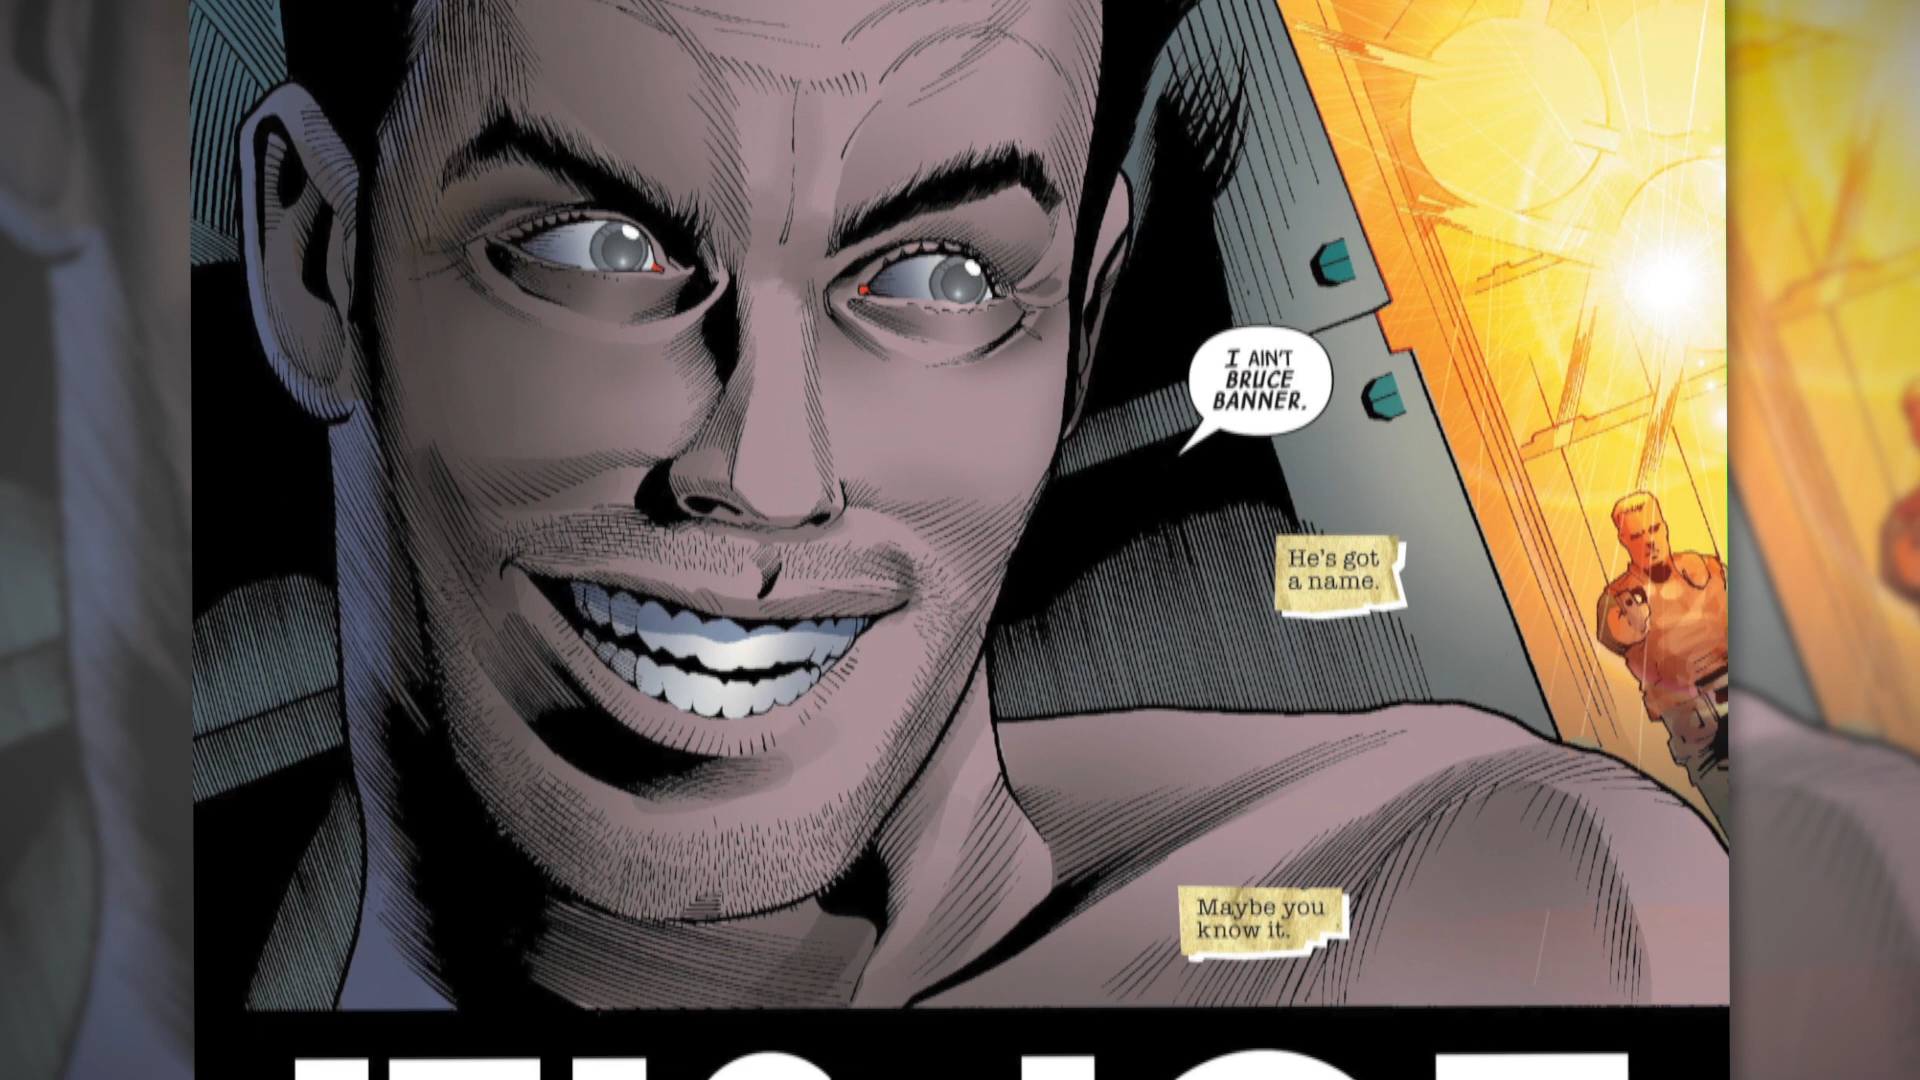 I AIN'T
BRUCE
BANNER.
He's got
a name.
Maybe you
know it.